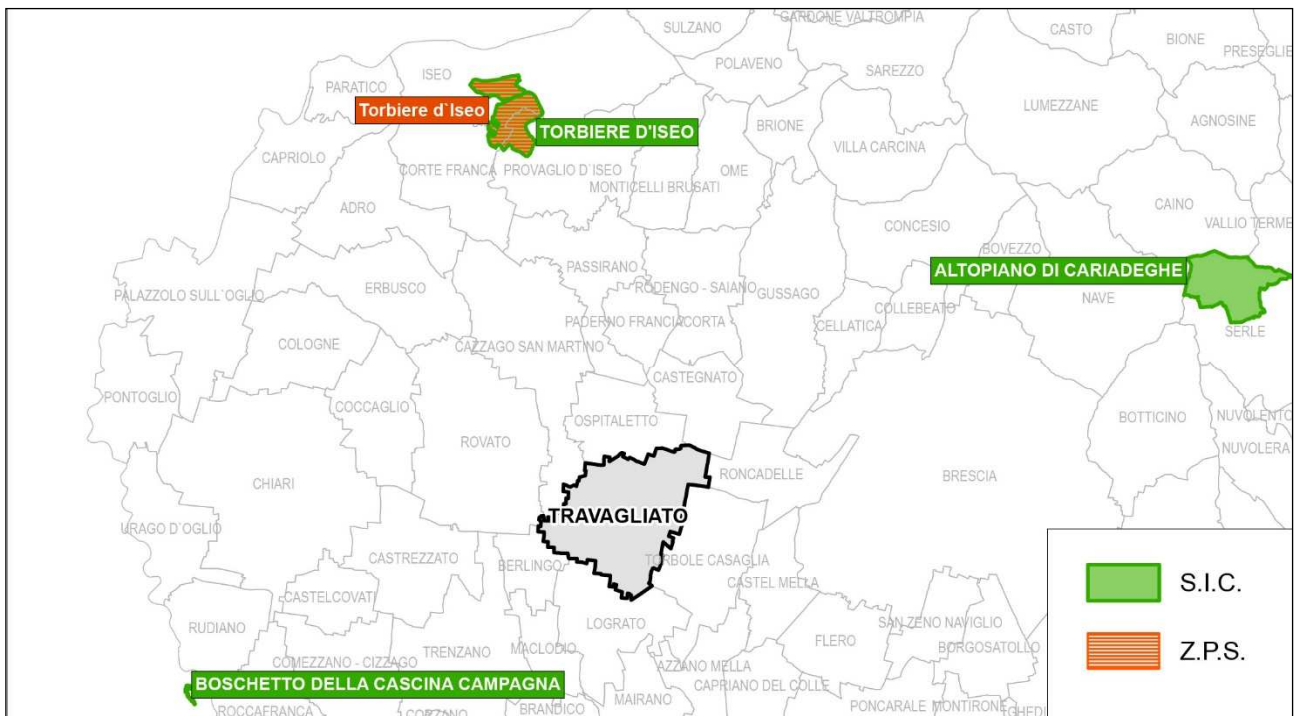 GARDONE VALTROMPIA
SULZANO
CASTO
BIONE
PRESEGLIE
POLAVENO
SAREZZO
ISEO
PARATICO
LUMEZZANE
Torbiere d`Iseo
TORBIERE D'ISEO
BRIONE
AGNOSINE
VILLA CARCINA
CAPRIOLO
CORTE FRANCA
PROVAGLIO D`ISEO
OME
MONTICELLI BRUSATI
ADRO
CAINO
CONCESIO
VALLIO TERME
BOVEZZO
ALTOPIANO DI CARIADEGHE
PASSIRANO
ERBUSCO
RODENGO - SAIANO
GUSSAGO
PALAZZOLO SULL`OGLIO
NAVE
COLLEBEATO
PADERNO FRANCIACORTA
CELLATICA
SERLE
COLOGNE
CAZZAGO SAN MARTINO
CASTEGNATO
PONTOGLIO
COCCAGLIO
OSPITALETTO
BOTTICINO
NUVOLENTO
ROVATO
NUVOLERA
RONCADELLE
BRESCIA
CHIARI
TRAVAGLIATO
URAGO D`OGLIO
CASTREZZATO
BERLINGO
TORBOLE CASAGLIA
CASTEL MELLA
S.I.C.
CASTELCOVATI
RUDIANO
LOGRATO
SAN ZENO NAVIGLIO
FLERO
BORGOSATOLLO
Z.P.S.
MACLODIO
TRENZANO
COMEZZANO - CIZZAGO
AZZANO MELLA
BOSCHETTO DELLA CASCINA CAMPAGNA
CAPRIANO DEL COLLE
MAIRANO
ROCCAFRANCA
BRANDICO
PONCARALE
MONTIRONE